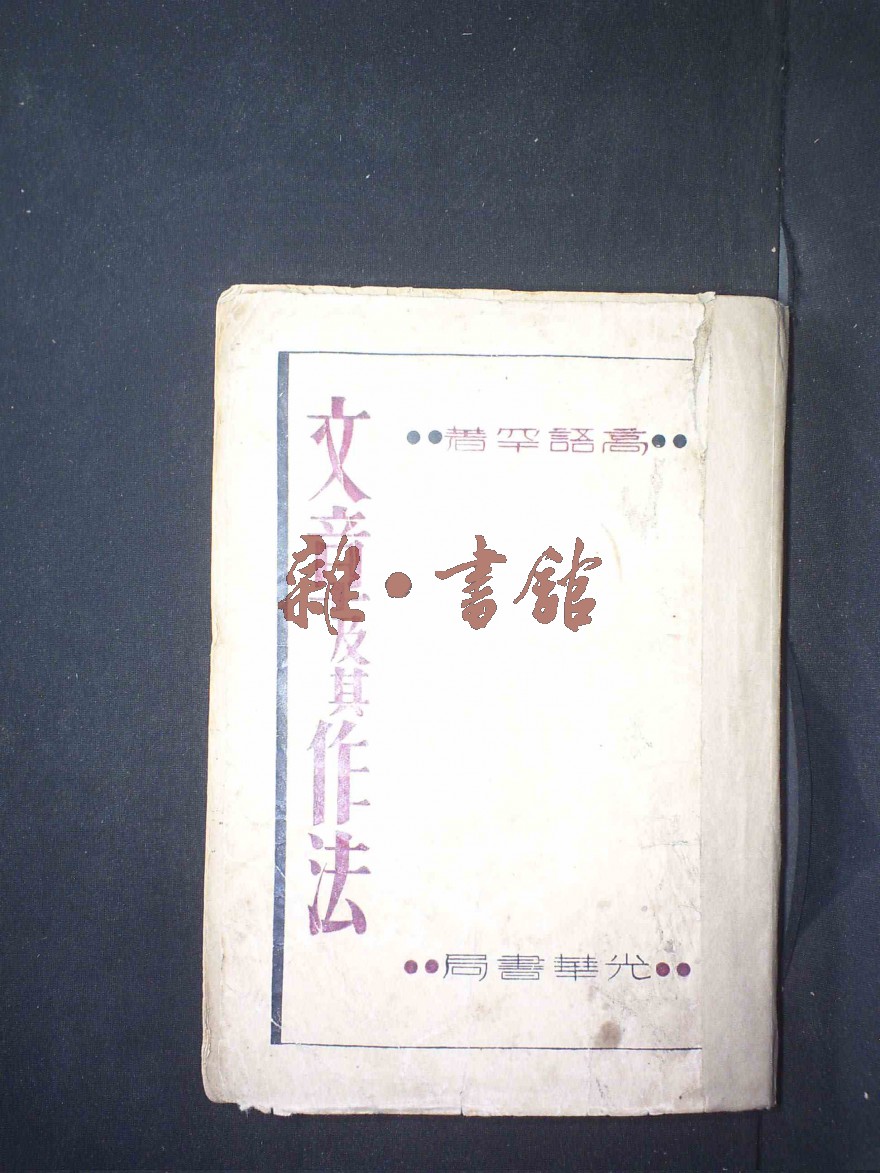 高語罕著
文章及其作法
光華書局
雜·書館